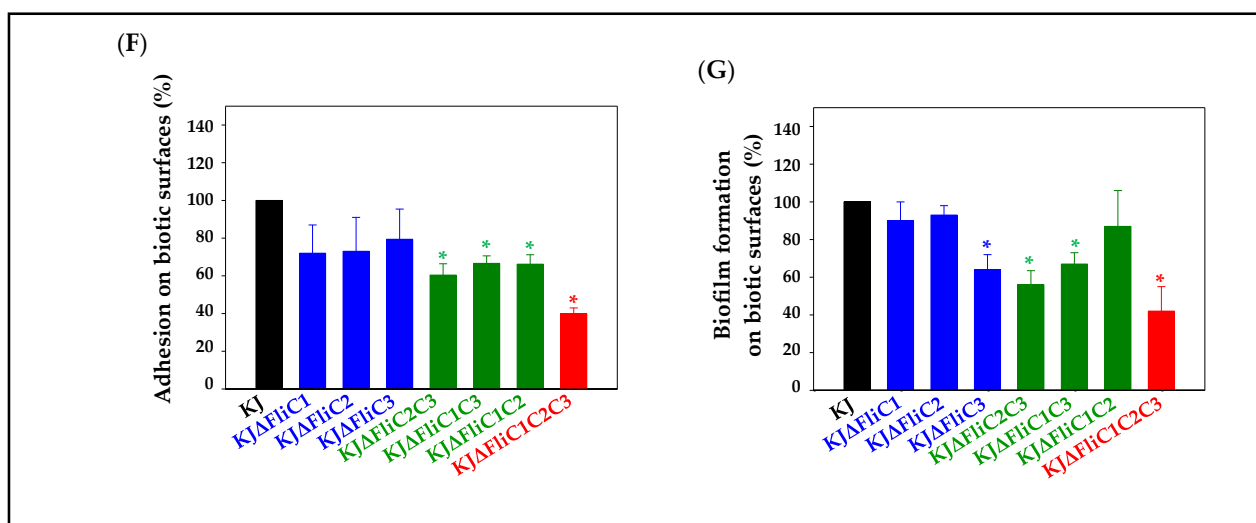 (F)
Adhesion on biotic surfaces (%)
140
120
100
80
60
40
20
0
*
*
*
*
KJ
KJΔFliC1
KJΔFliC2
KJΔFliC3
KJΔFliC2C3
KJΔFliC1C3
KJΔFliC1C2
KJΔFliC1C2C3
(G)
Biofilm formation
on biotic surfaces (%)
140
120
100
80
60
40
20
0
*
*
*
*
KJ
KJΔFliC1
KJΔFliC2
KJΔFliC3
KJΔFliC2C3
KJΔFliC1C3
KJΔFliC1C2
KJΔFliC1C2C3